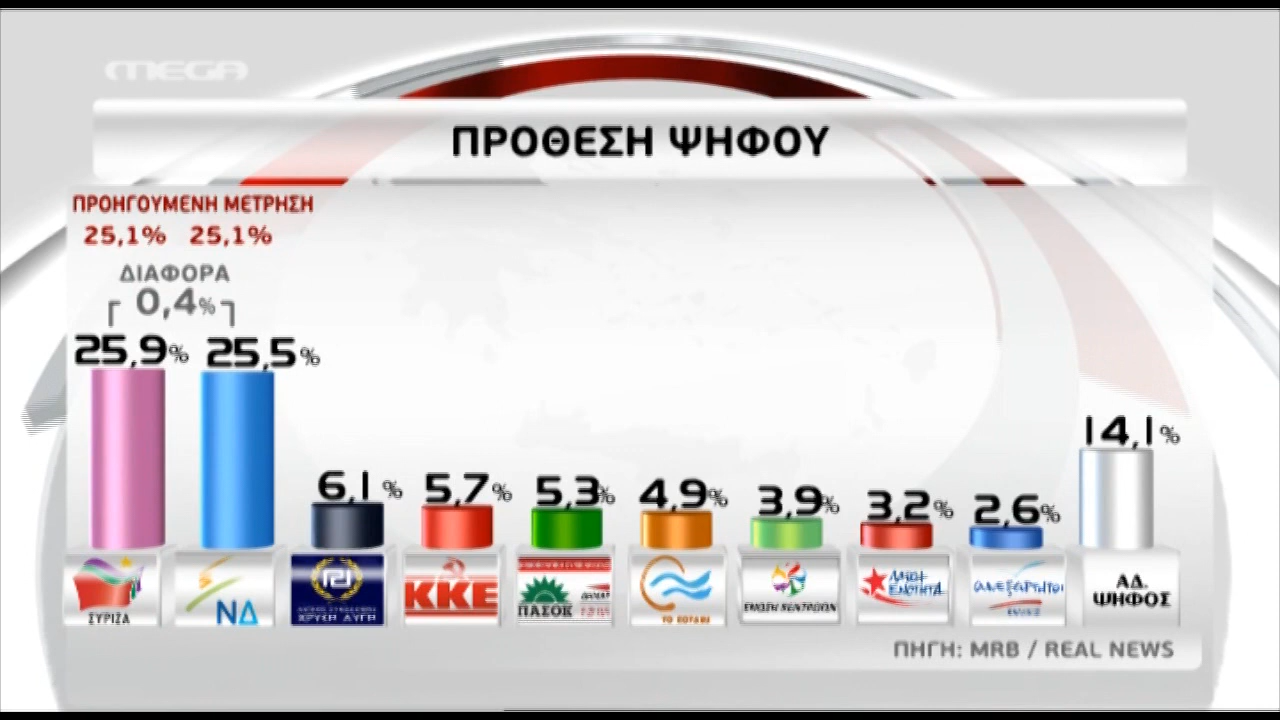 MEGA
ΠΡΟΘΕΣΗ ΨΗΦΟΥ
ΠΡΟΗΓΟΥΜΕΝΗ ΜΕΤΡΗΣΗ
25,1% 25,1%
ΔΙΑΦΟΡΑ
0,4%
25,9% 25,5% 6,1% 5,7% 5,3% 4,9% 3,9% 3,2% 2,6% 14,1%
ΣΥΡΙΖΑ
ΝΔ
ΧΡΥΣΗ ΑΥΓΗ
ΚΚΕ
ΠΑΣΟΚ
ΤΟ ΠΟΤΑΜΙ
ΕΝΩΣΗ ΚΕΝΤΡΩΩΝ
ΛΑΪΚΗ
ΕΝΟΤΗΤΑ
ΑΝΕΞΑΡΤΗΤΟΙ
ΑΔ.
ΨΗΦΟΣ
ΠΗΓΗ: MRB / REAL NEWS